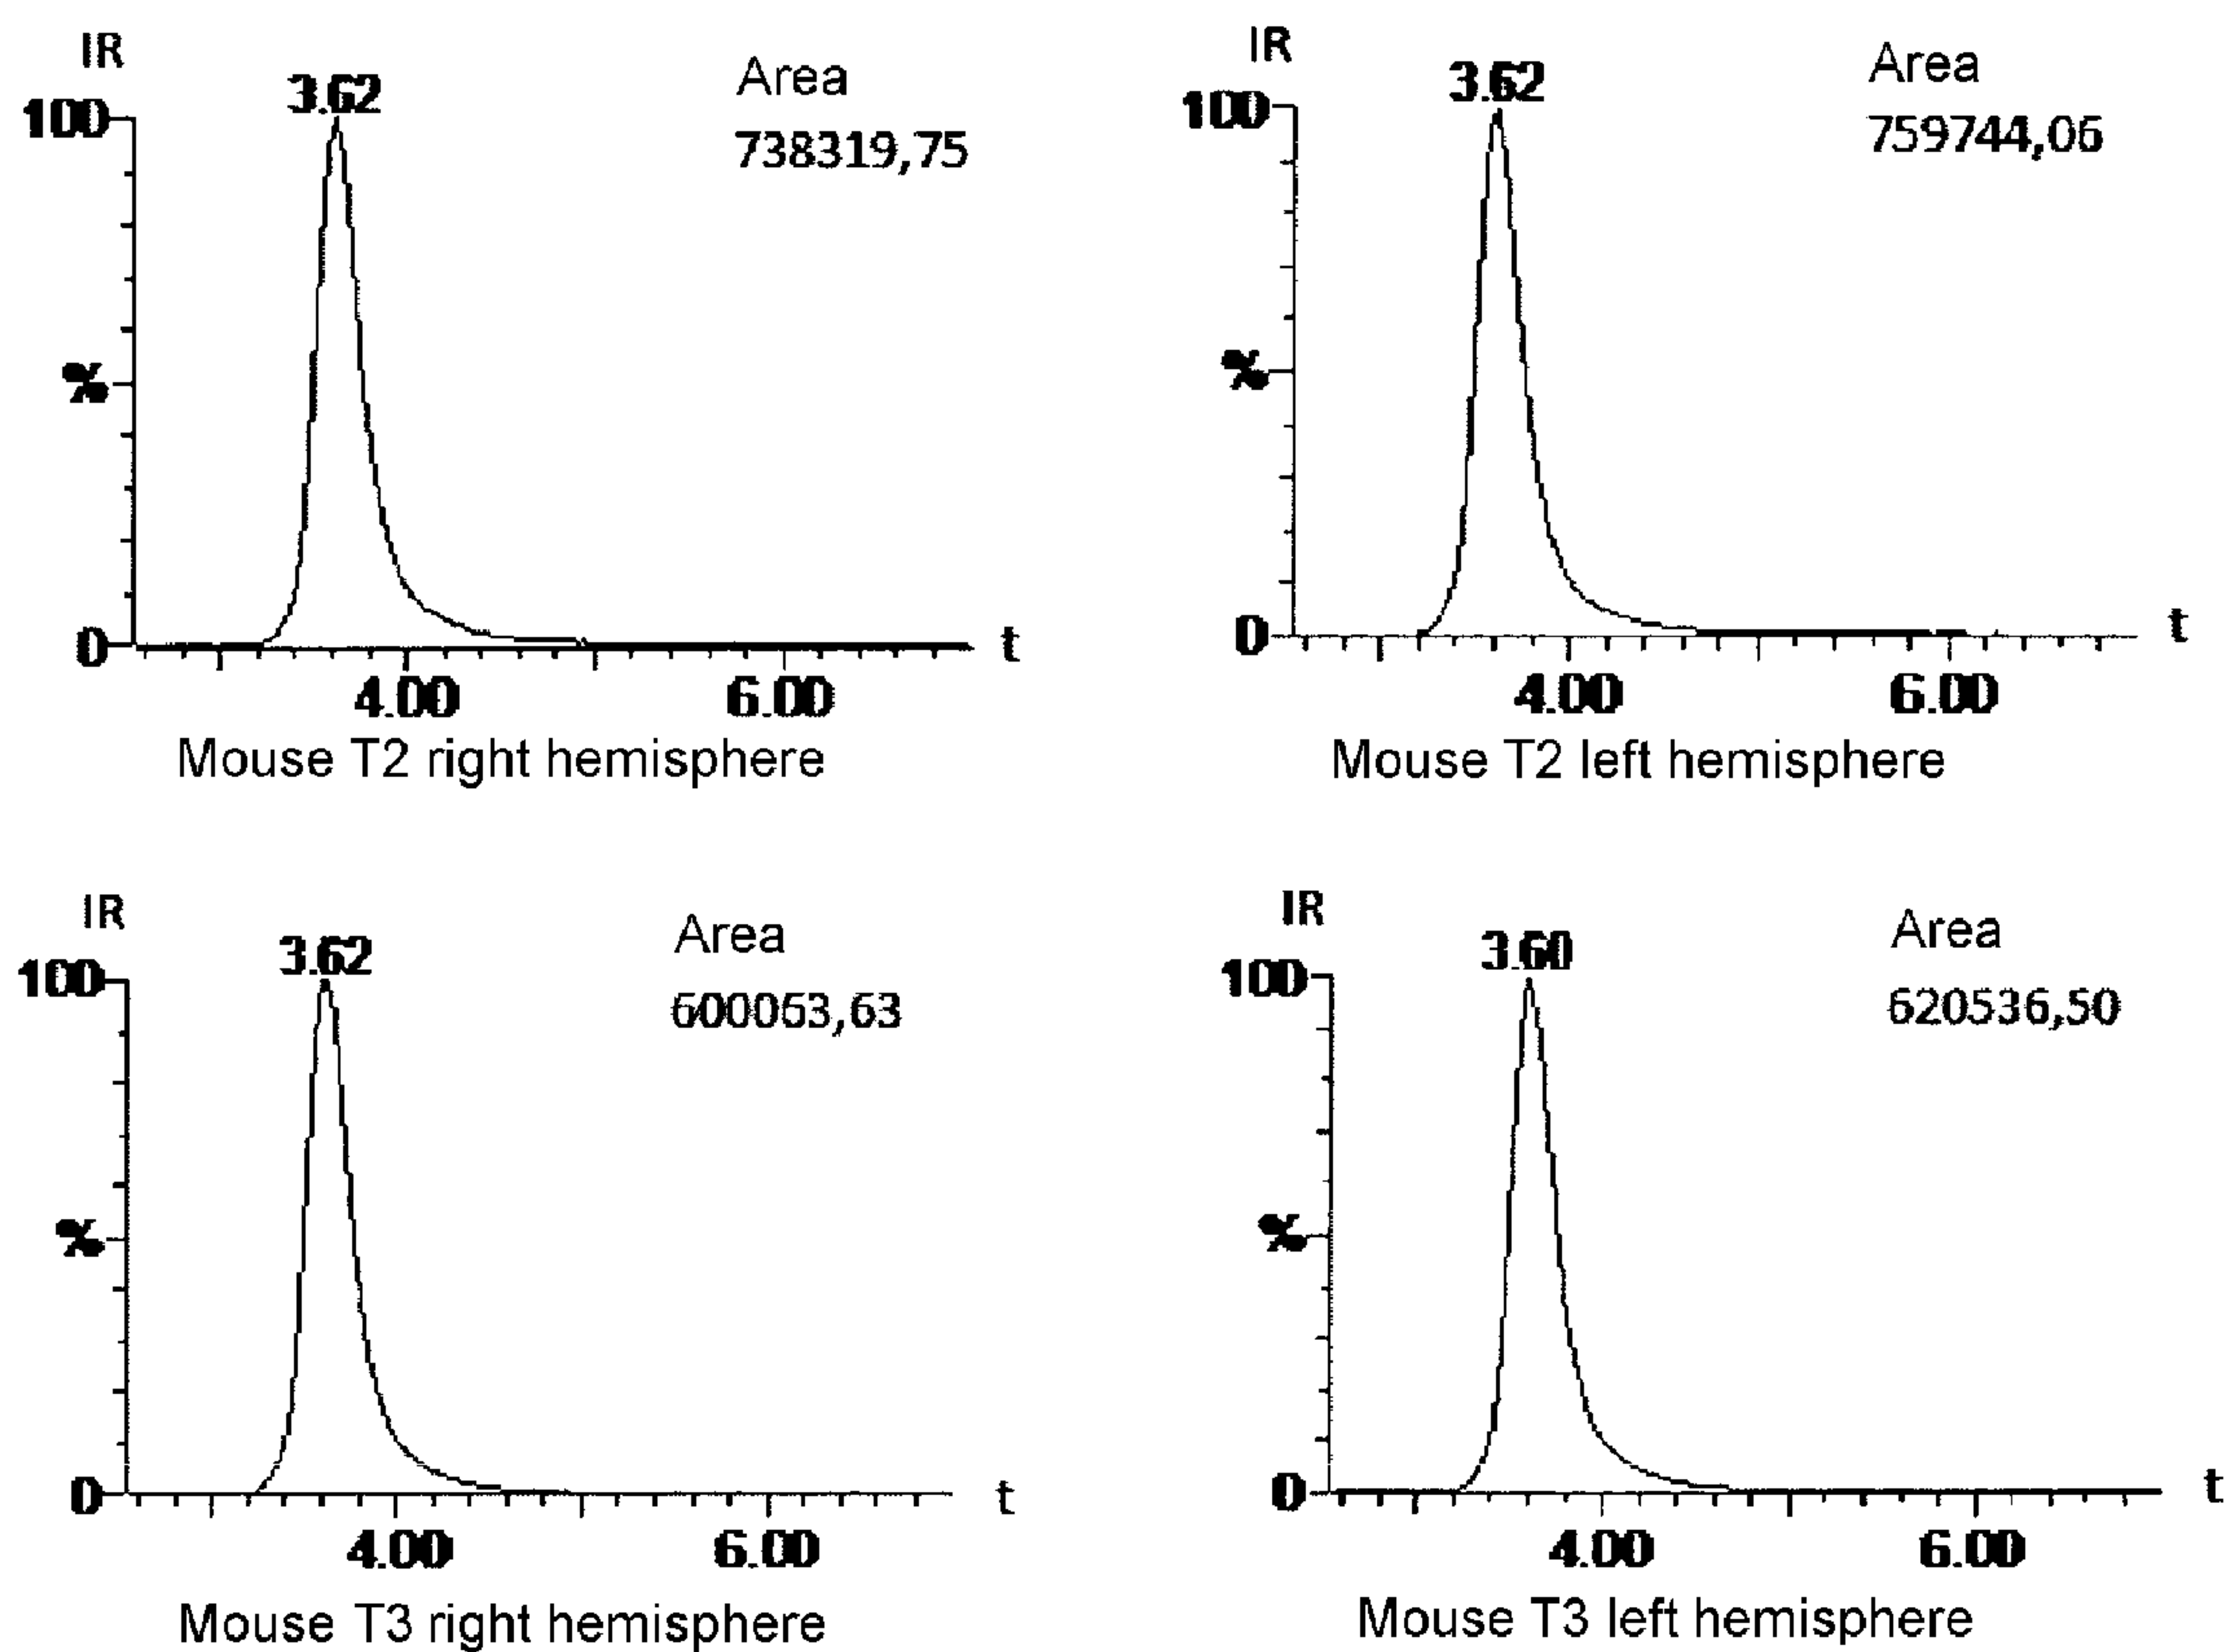 IR
3.62
100
%
0
4.00
6.00
t
Area
738319,75
Mouse T2 right hemisphere
IR
3.62
100
%
0
4.00
6.00
t
Area
759744,06
Mouse T2 left hemisphere
IR
3.62
100
%
0
4.00
6.00
t
Area
600063,63
Mouse T3 right hemisphere
IR
3.60
100
%
0
4.00
6.00
t
Area
620536,50
Mouse T3 left hemisphere